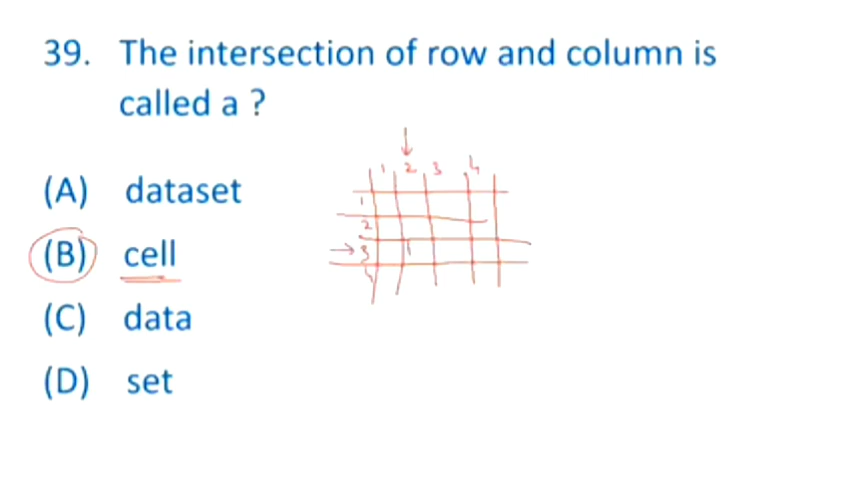 39. The intersection of row and column is
called a ?
1 2 3 4
(A) dataset
1
2
(B) cell
3
4
(C) data
(D) set